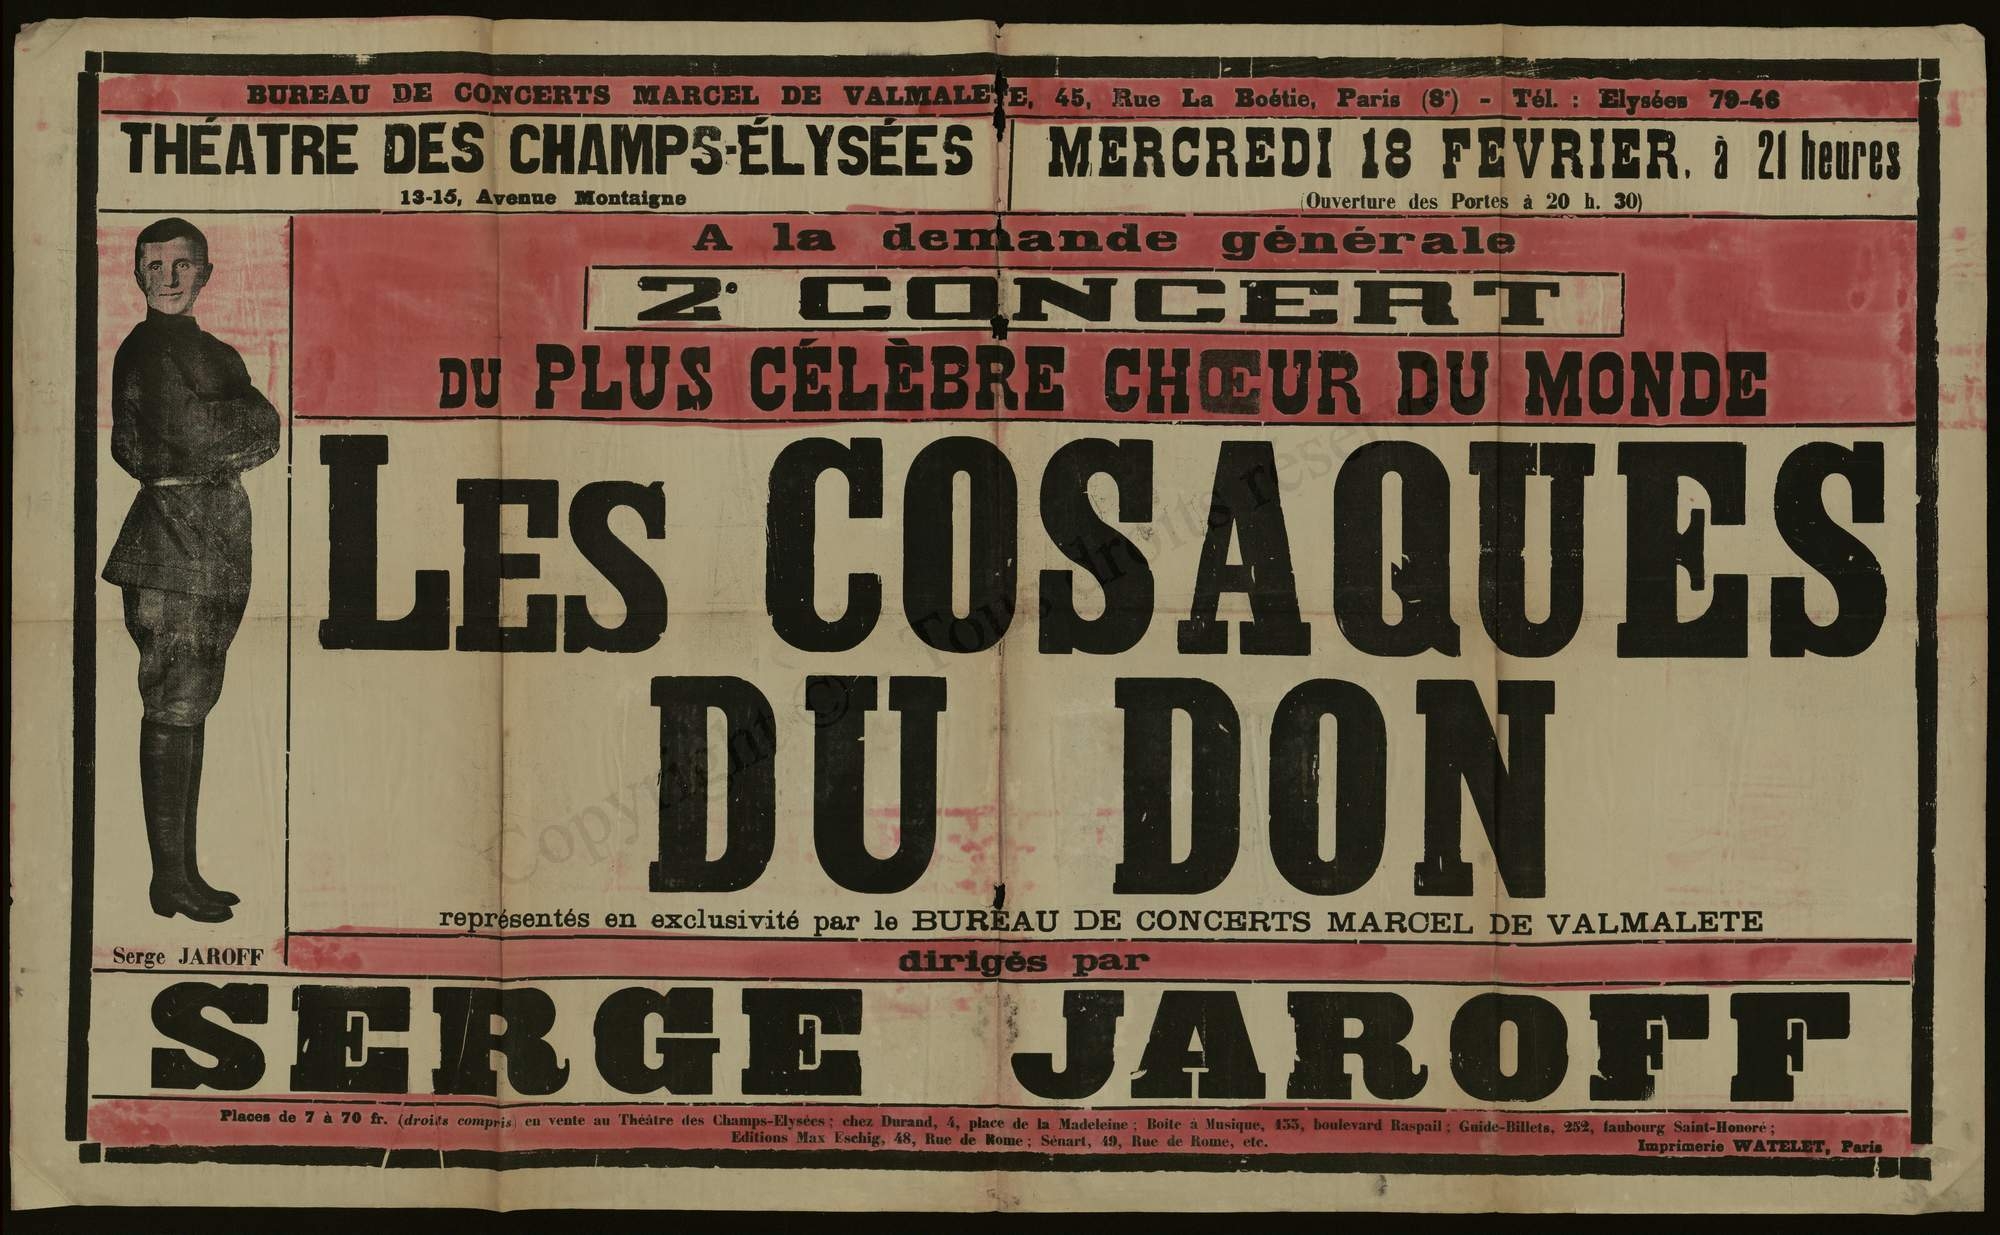 BUREAU DE CONCERTS MARCEL DE VALMALETE, 45, Rue La Boétie, Paris (8ᵉ) - Tél. : Elysées 79-46
THÉATRE DES CHAMPS-ÉLYSÉES
13-15, Avenue Montaigne
MERCREDI 18 FEVRIER, à 21 heures
(Ouverture des Portes à 20 h. 30)
A la demande générale
2ᵉ CONCERT
DU PLUS CÉLÈBRE CHŒUR DU MONDE
LES COSAQUES
DU DON
représentés en exclusivité par le BUREAU DE CONCERTS MARCEL DE VALMALETE
Serge JAROFF
dirigés par
SERGE JAROFF
Places de 7 à 70 fr. (droits compris) en vente au Théâtre des Champs-Elysées ; chez Durand, 4, place de la Madeleine ; Boîte à Musique, 133, boulevard Raspail ; Guide-Billets, 252, faubourg Saint-Honoré ;
Editions Max Eschig, 48, Rue de Rome ; Sénart, 49, Rue de Rome, etc.
Imprimerie WATELET, Paris
Copyright © - Tous droits